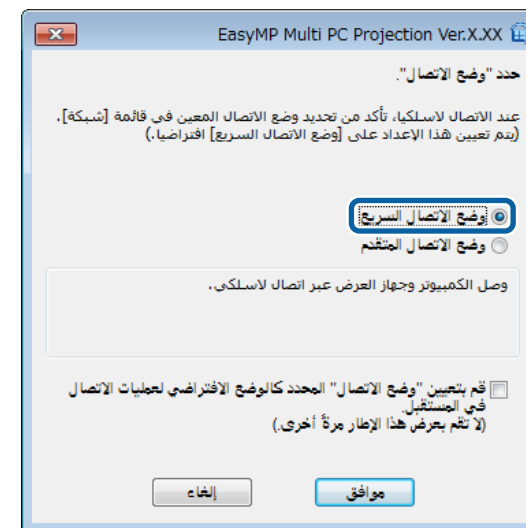 EasyMP Multi PC Projection Ver.X.XX
حدد "وضع الاتصال".
عند الاتصال لاسلكيا، تأكد من تحديد وضع الاتصال المعين في قائمة [شبكة].
(يتم تعيين هذا الإعداد على [وضع الاتصال السريع] افتراضيا.)
وضع الاتصال السريع
وضع الاتصال المتقدم
وصل الكمبيوتر وجهاز العرض عبر اتصال لاسلكي.
قم بتعيين "وضع الاتصال" المحدد كالوضع الافتراضي لعمليات الاتصال
في المستقبل.
(لا تقم بعرض هذا الإطار مرةً أخرى.)
موافق
إلغاء